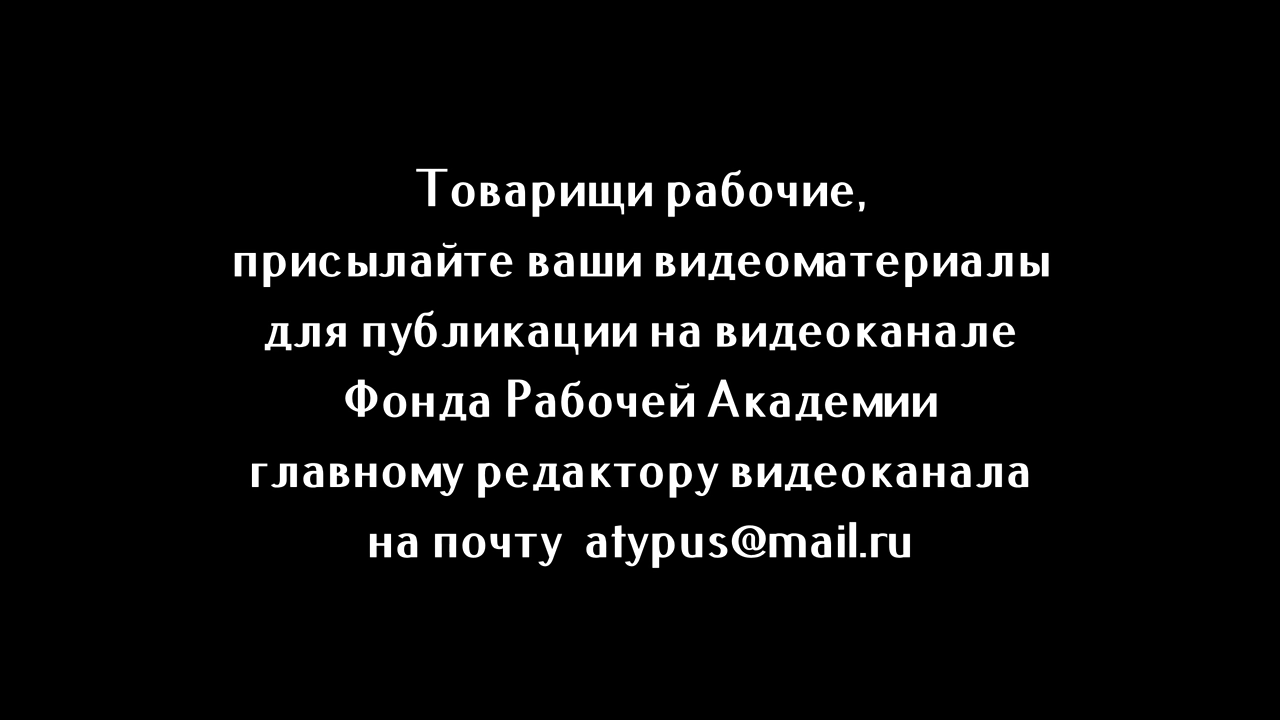 Товарищи рабочие,
присылайте ваши видеоматериалы
для публикации на видеоканале
Фонда Рабочей Академии
главному редактору видеоканала
на почту atypus@mail.ru